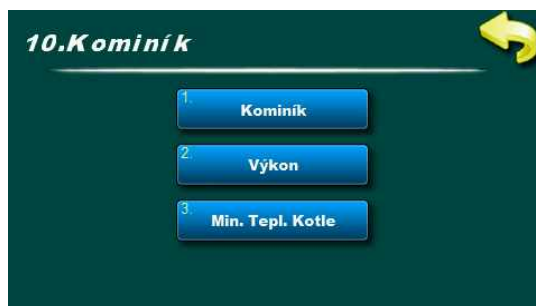 10.Kominík
1.
Kominík
2.
Výkon
3.
Min. Tepl. Kotle